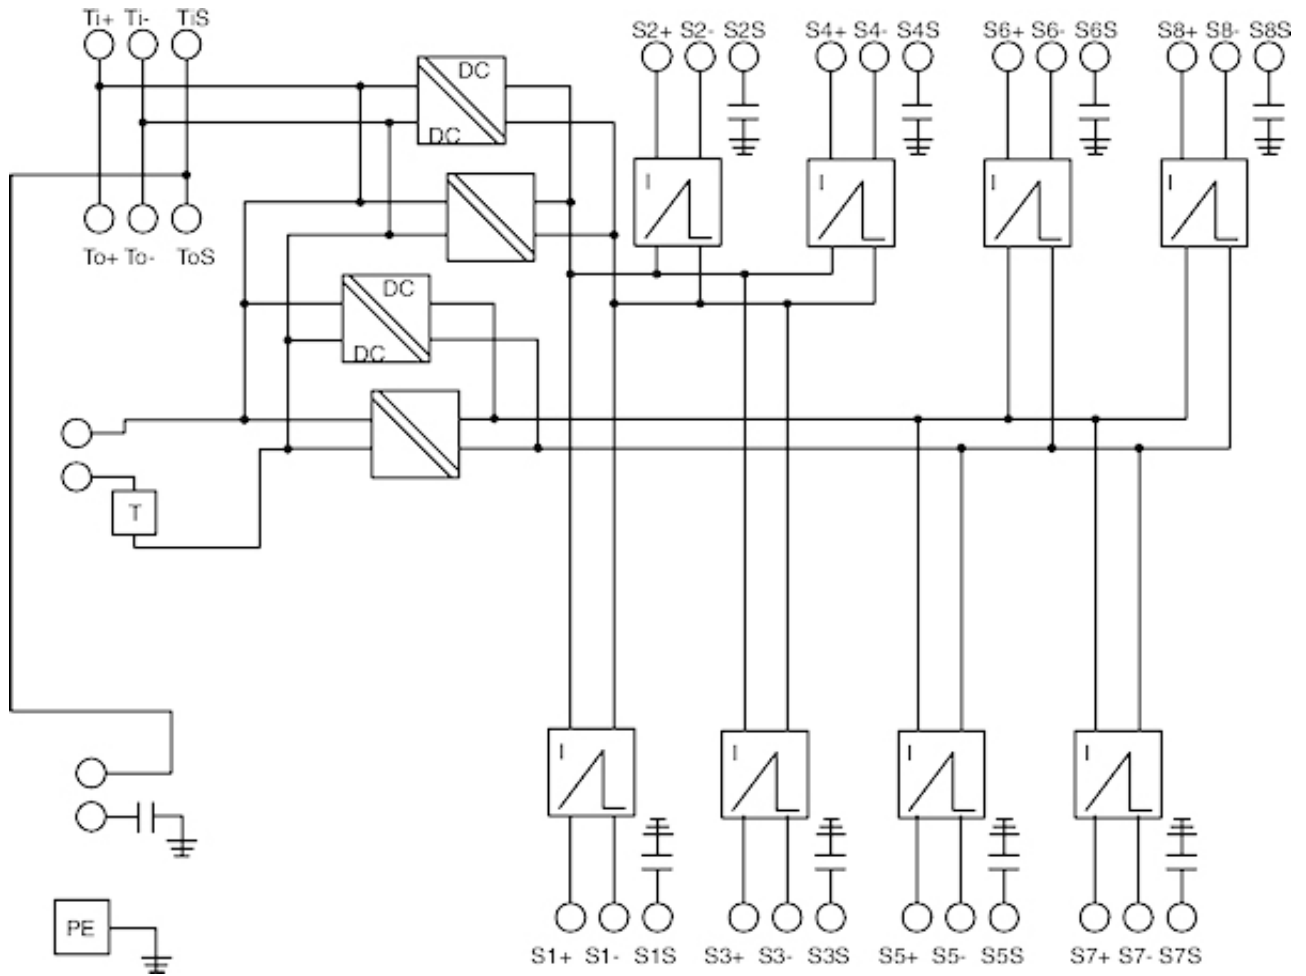 Ti+ Ti- TiS
S2+ S2- S2S S4+ S4- S4S S6+ S6- S6S S8+ S8- S8S
DC
DC
I I I I
To+ To- ToS
DC
DC
T
I I I I
PE
S1+ S1- S1S S3+ S3- S3S S5+ S5- S5S S7+ S7- S7S